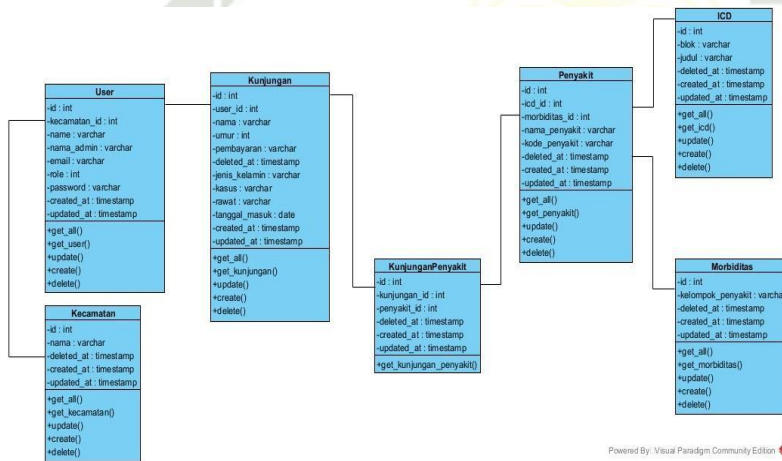 User
-id : int
-kecamatan_id : int
-name : varchar
-nama_admin : varchar
-email : varchar
-role : int
-password : varchar
-created_at : timestamp
-updated_at : timestamp
+get_all()
+get_user()
+update()
+create()
+delete()
Kecamatan
-id : int
-nama : varchar
-deleted_at : timestamp
-created_at : timestamp
-updated_at : timestamp
+get_all()
+get_kecamatan()
+update()
+create()
+delete()
Kunjungan
-id : int
-user_id : int
-nama : varchar
-umur : int
-pembayaran : varchar
-deleted_at : timestamp
-jenis_kelamin : varchar
-kasus : varchar
-rawat : varchar
-tanggal_masuk : date
-created_at : timestamp
-updated_at : timestamp
+get_all()
+get_kunjungan()
+update()
+create()
+delete()
KunjunganPenyakit
-id : int
-kunjungan_id : int
-penyakit_id : int
-deleted_at : timestamp
-created_at : timestamp
-updated_at : timestamp
+get_kunjungan_penyakit()
Penyakit
-id : int
-icd_id : int
-morbiditas_id : int
-nama_penyakit : varchar
-kode_penyakit : varchar
-deleted_at : timestamp
-created_at : timestamp
-updated_at : timestamp
+get_all()
+get_penyakit()
+update()
+create()
+delete()
ICD
-id : int
-blok : varchar
-judul : varchar
-deleted_at : timestamp
-created_at : timestamp
-updated_at : timestamp
+get_all()
+get_icd()
+update()
+create()
+delete()
Morbiditas
-id : int
-kelompok_penyakit : varcha
-deleted_at : timestamp
-created_at : timestamp
-updated_at : timestamp
+get_all()
+get_morbiditas()
+update()
+create()
+delete()
Powered By: Visual Paradigm Community Edition